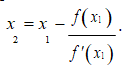 x₂ = x₁ − f(x₁) / f'(x₁).